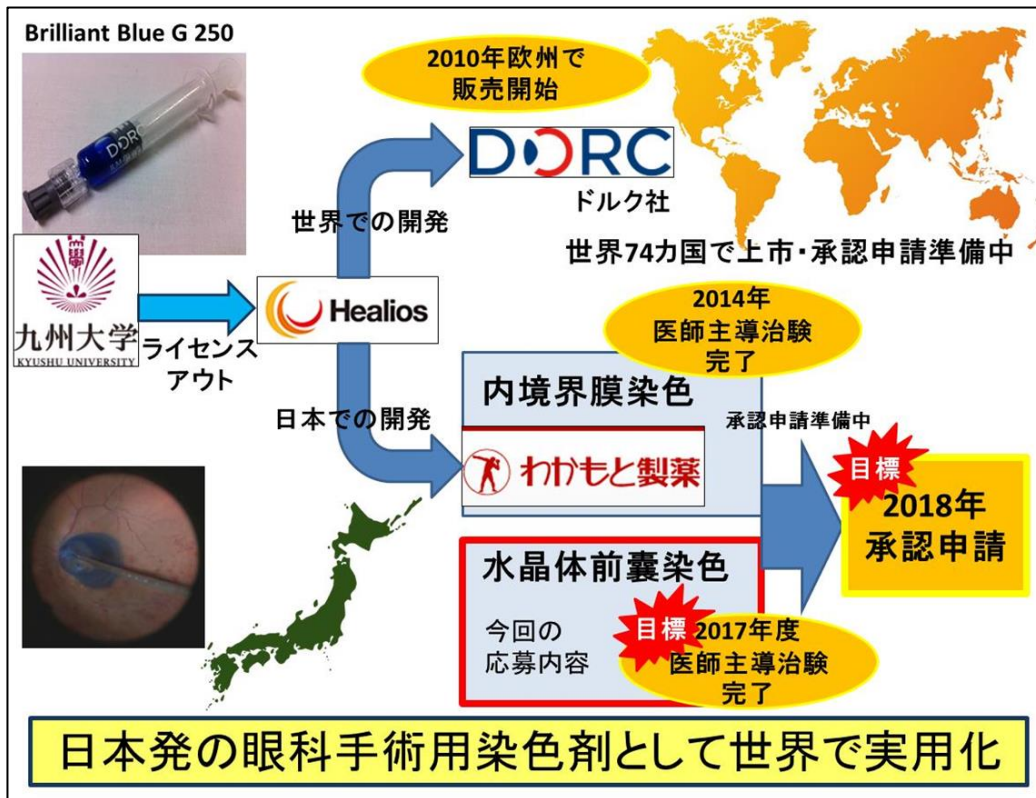 Brilliant Blue G 250
DORC
2010年欧州で
販売開始
DORC
ドルク社
世界での開発
世界74カ国で上市・承認申請準備中
九州大学
KYUSHU UNIVERSITY
ライセンス
アウト
Healios
2014年
医師主導治験
完了
日本での開発
内境界膜染色
わかもと製薬
承認申請準備中
目標
2018年
承認申請
水晶体前囊染色
今回の
応募内容
目標
2017年度
医師主導治験
完了
日本発の眼科手術用染色剤として世界で実用化